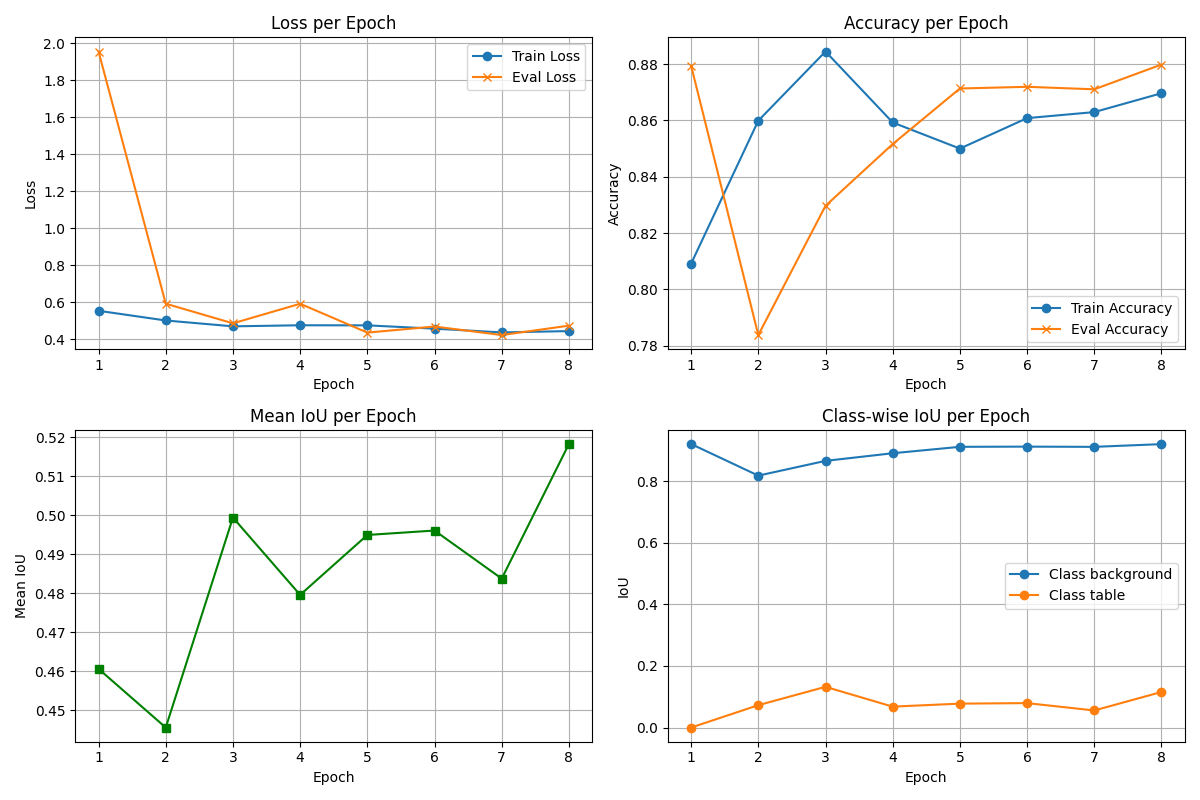 Loss per Epoch
2.0
1.8
1.6
1.4
1.2
1.0
0.8
0.6
0.4
Loss
Train Loss
Eval Loss
1 2 3 4 5 6 7 8
Epoch
Accuracy per Epoch
0.88
0.86
0.84
0.82
0.80
0.78
Accuracy
Train Accuracy
Eval Accuracy
1 2 3 4 5 6 7 8
Epoch
Mean IoU per Epoch
0.52
0.51
0.50
0.49
0.48
0.47
0.46
0.45
Mean IoU
1 2 3 4 5 6 7 8
Epoch
Class-wise IoU per Epoch
0.8
0.6
0.4
0.2
0.0
IoU
Class background
Class table
1 2 3 4 5 6 7 8
Epoch